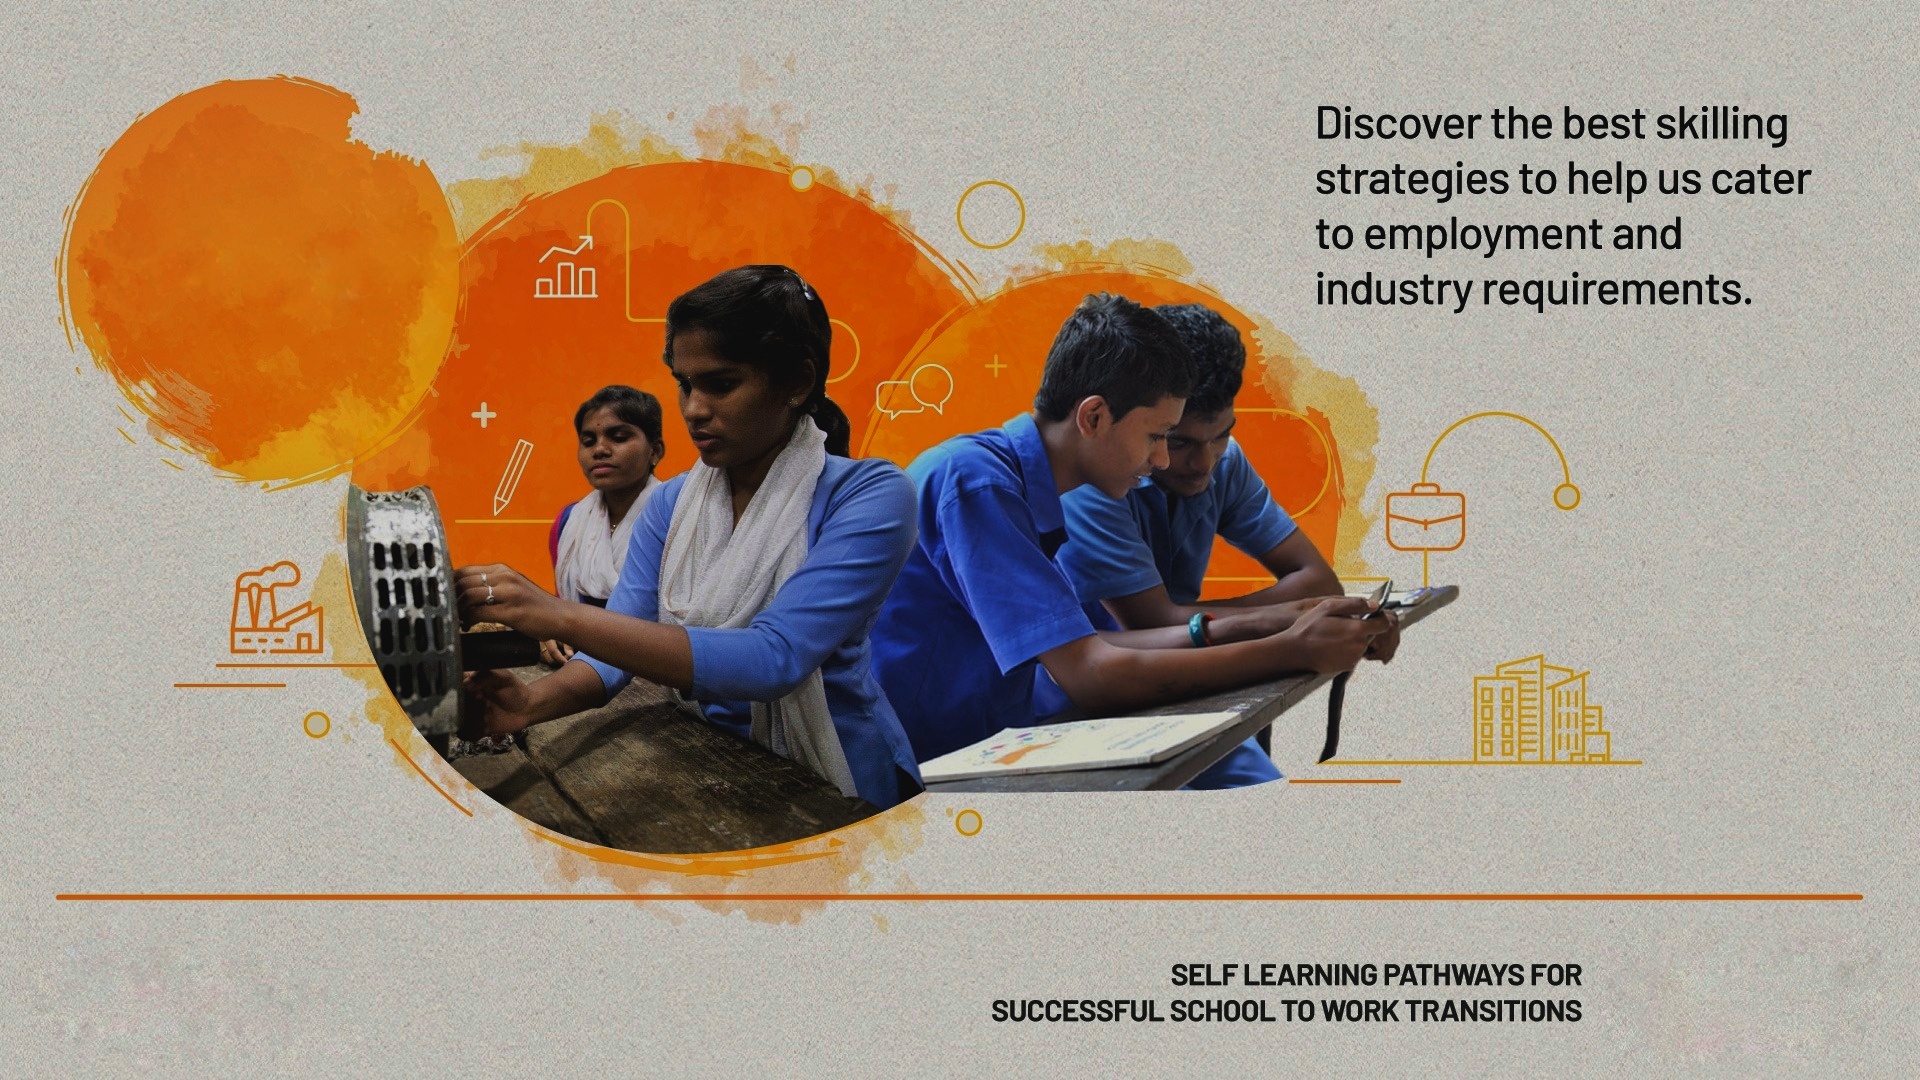 Discover the best skilling
strategies to help us cater
to employment and
industry requirements.
SELF LEARNING PATHWAYS FOR
SUCCESSFUL SCHOOL TO WORK TRANSITIONS